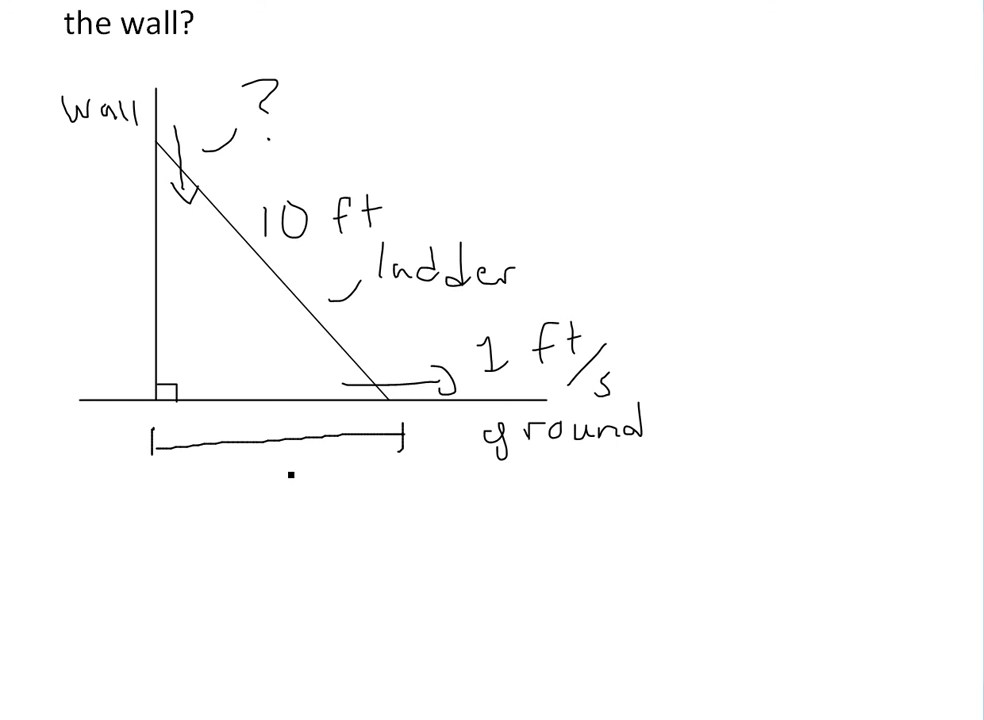 the wall?
Wall
?
10 ft
ladder
1 ft/s
ground